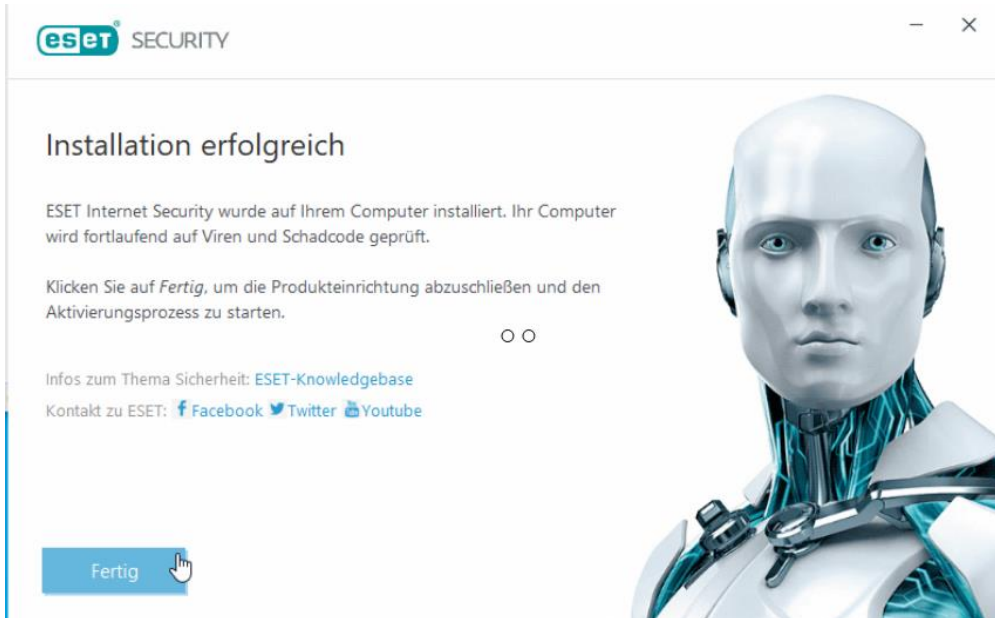 eset® SECURITY
Installation erfolgreich
ESET Internet Security wurde auf Ihrem Computer installiert. Ihr Computer
wird fortlaufend auf Viren und Schadcode geprüft.
Klicken Sie auf Fertig, um die Produkteinrichtung abzuschließen und den
Aktivierungsprozess zu starten.
Infos zum Thema Sicherheit: ESET-Knowledgebase
Kontakt zu ESET: Facebook Twitter Youtube
Fertig